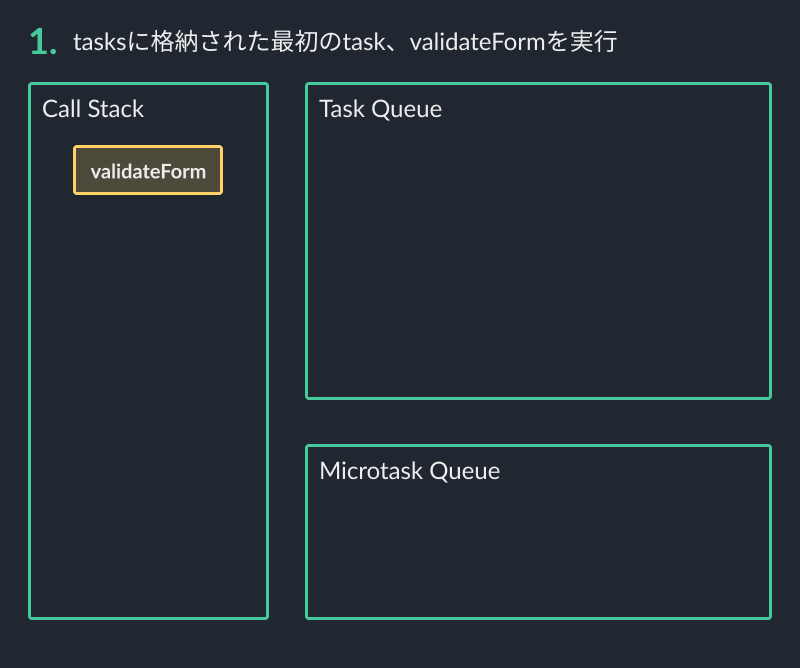 1. tasksに格納された最初のtask、validateFormを実行
Call Stack
validateForm
Task Queue
Microtask Queue